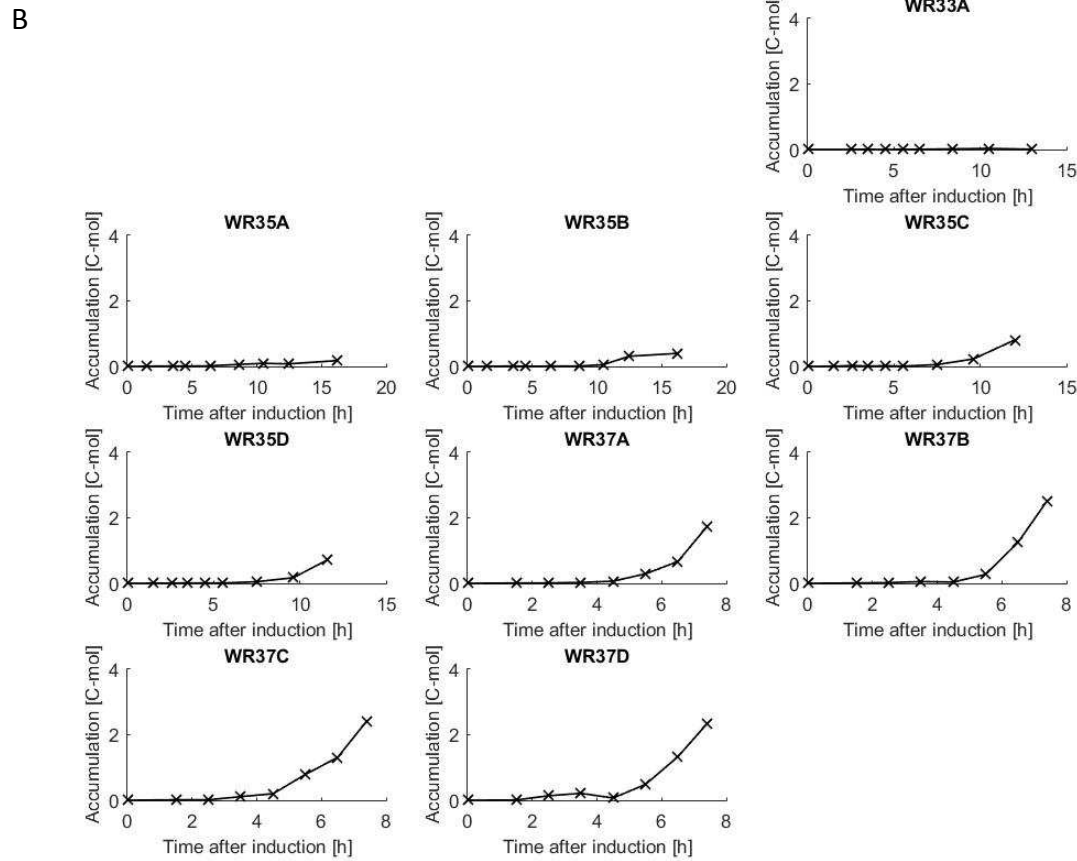 B
WR33A
Accumulation [C-mol]
4
2
0
0 5 10 15
Time after induction [h]
WR35A
Accumulation [C-mol]
4
2
0
0 5 10 15 20
Time after induction [h]
WR35B
Accumulation [C-mol]
4
2
0
0 5 10 15 20
Time after induction [h]
WR35C
Accumulation [C-mol]
4
2
0
0 5 10 15
Time after induction [h]
WR35D
Accumulation [C-mol]
4
2
0
0 5 10 15
Time after induction [h]
WR37A
Accumulation [C-mol]
4
2
0
0 2 4 6 8
Time after induction [h]
WR37B
Accumulation [C-mol]
4
2
0
0 2 4 6 8
Time after induction [h]
WR37C
Accumulation [C-mol]
4
2
0
0 2 4 6 8
Time after induction [h]
WR37D
Accumulation [C-mol]
4
2
0
0 2 4 6 8
Time after induction [h]